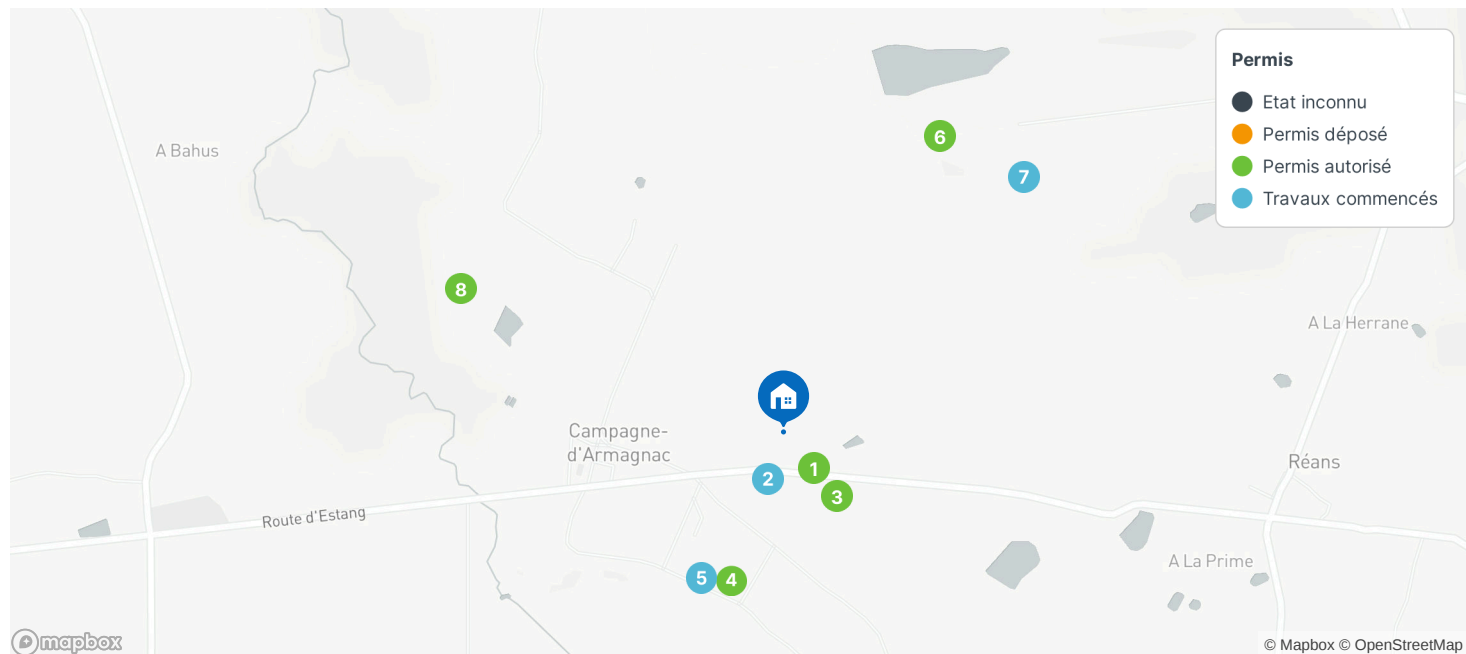 Permis
Etat inconnu
Permis déposé
Permis autorisé
Travaux commencés
6
7
A Bahus
8
A La Herrane
Campagne-
d'Armagnac
Réans
1
2
3
Route d'Estang
A La Prime
5
4
mapbox
© Mapbox © OpenStreetMap